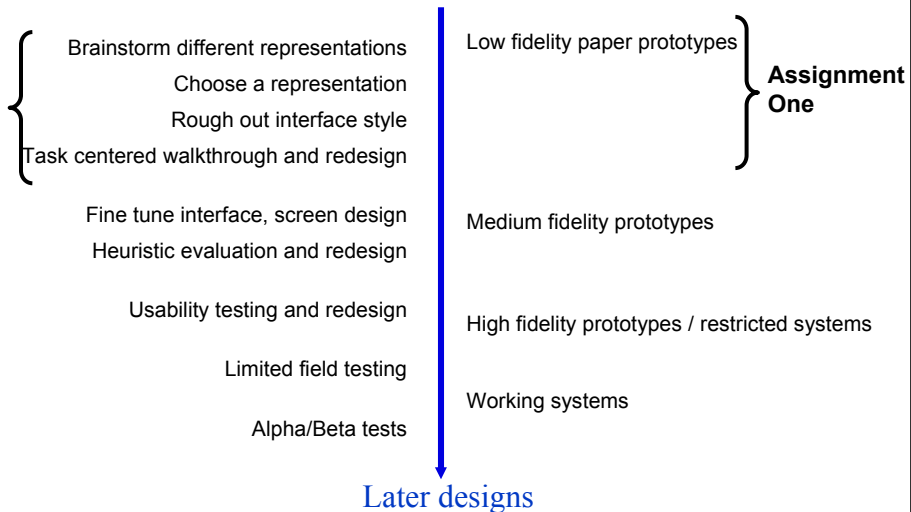 Brainstorm different representations
Choose a representation
Rough out interface style
Task centered walkthrough and redesign
Fine tune interface, screen design
Heuristic evaluation and redesign
Usability testing and redesign
Limited field testing
Alpha/Beta tests
Low fidelity paper prototypes
Assignment
One
Medium fidelity prototypes
High fidelity prototypes / restricted systems
Working systems
Later designs